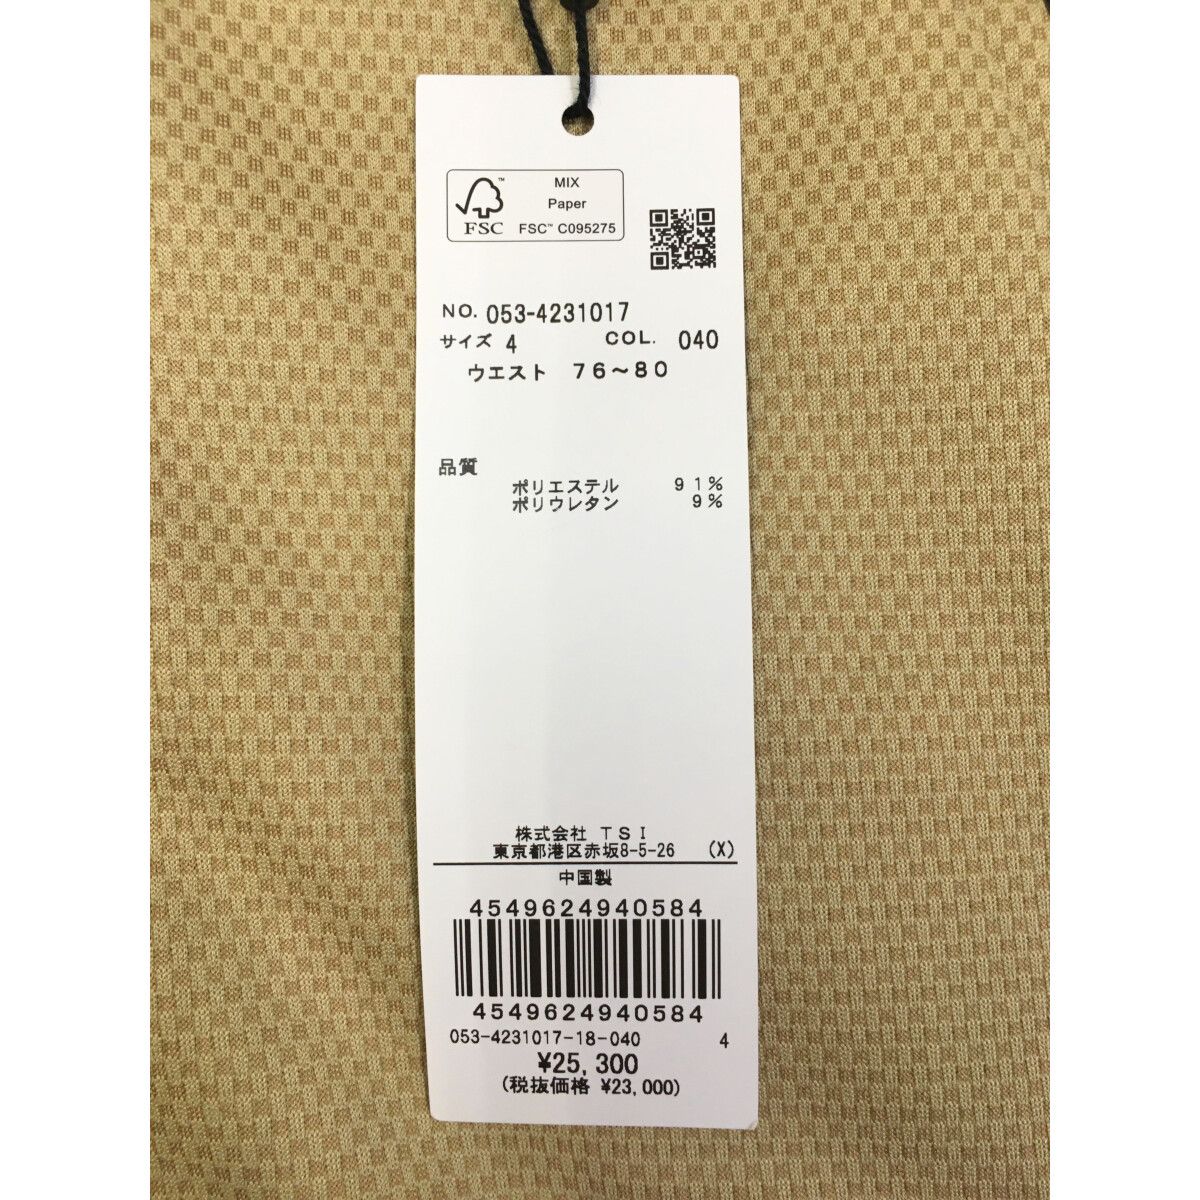 MIX
Paper
FSC FSC™ C095275
NO. 053-4231017
サイズ 4 COL. 040
ウエスト 76～80
品質
ポリエステル 91%
ポリウレタン 9%
株式会社 TSI
東京都港区赤坂8-5-26 (X)
中国製
4549624940584
4549624940584
053-4231017-18-040 4
¥25,300
(税抜価格 ¥23,000)